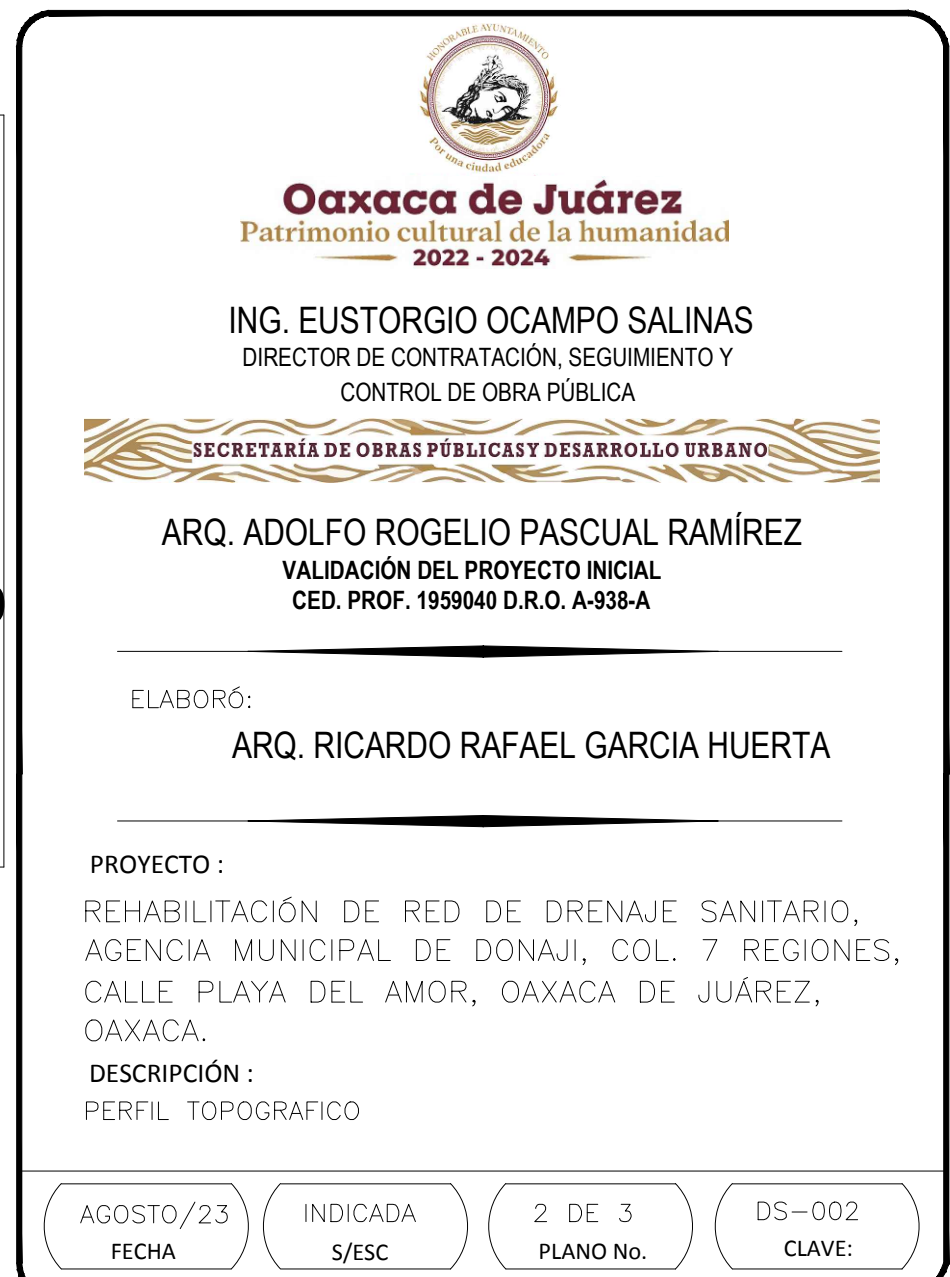 HONORABLE AYUNTAMIENTO
Por una ciudad educadora
Oaxaca de Juárez
Patrimonio cultural de la humanidad
2022 - 2024
ING. EUSTORGIO OCAMPO SALINAS
DIRECTOR DE CONTRATACIÓN, SEGUIMIENTO Y
CONTROL DE OBRA PÚBLICA
SECRETARÍA DE OBRAS PÚBLICASY DESARROLLO URBANO
ARQ. ADOLFO ROGELIO PASCUAL RAMÍREZ
VALIDACIÓN DEL PROYECTO INICIAL
CED. PROF. 1959040 D.R.O. A-938-A
ELABORÓ:
ARQ. RICARDO RAFAEL GARCIA HUERTA
PROYECTO :
REHABILITACIÓN DE RED DE DRENAJE SANITARIO,
AGENCIA MUNICIPAL DE DONAJI, COL. 7 REGIONES,
CALLE PLAYA DEL AMOR, OAXACA DE JUÁREZ,
OAXACA.
DESCRIPCIÓN :
PERFIL TOPOGRAFICO
AGOSTO/23 INDICADA 2 DE 3 DS-002
FECHA S/ESC PLANO No. CLAVE: